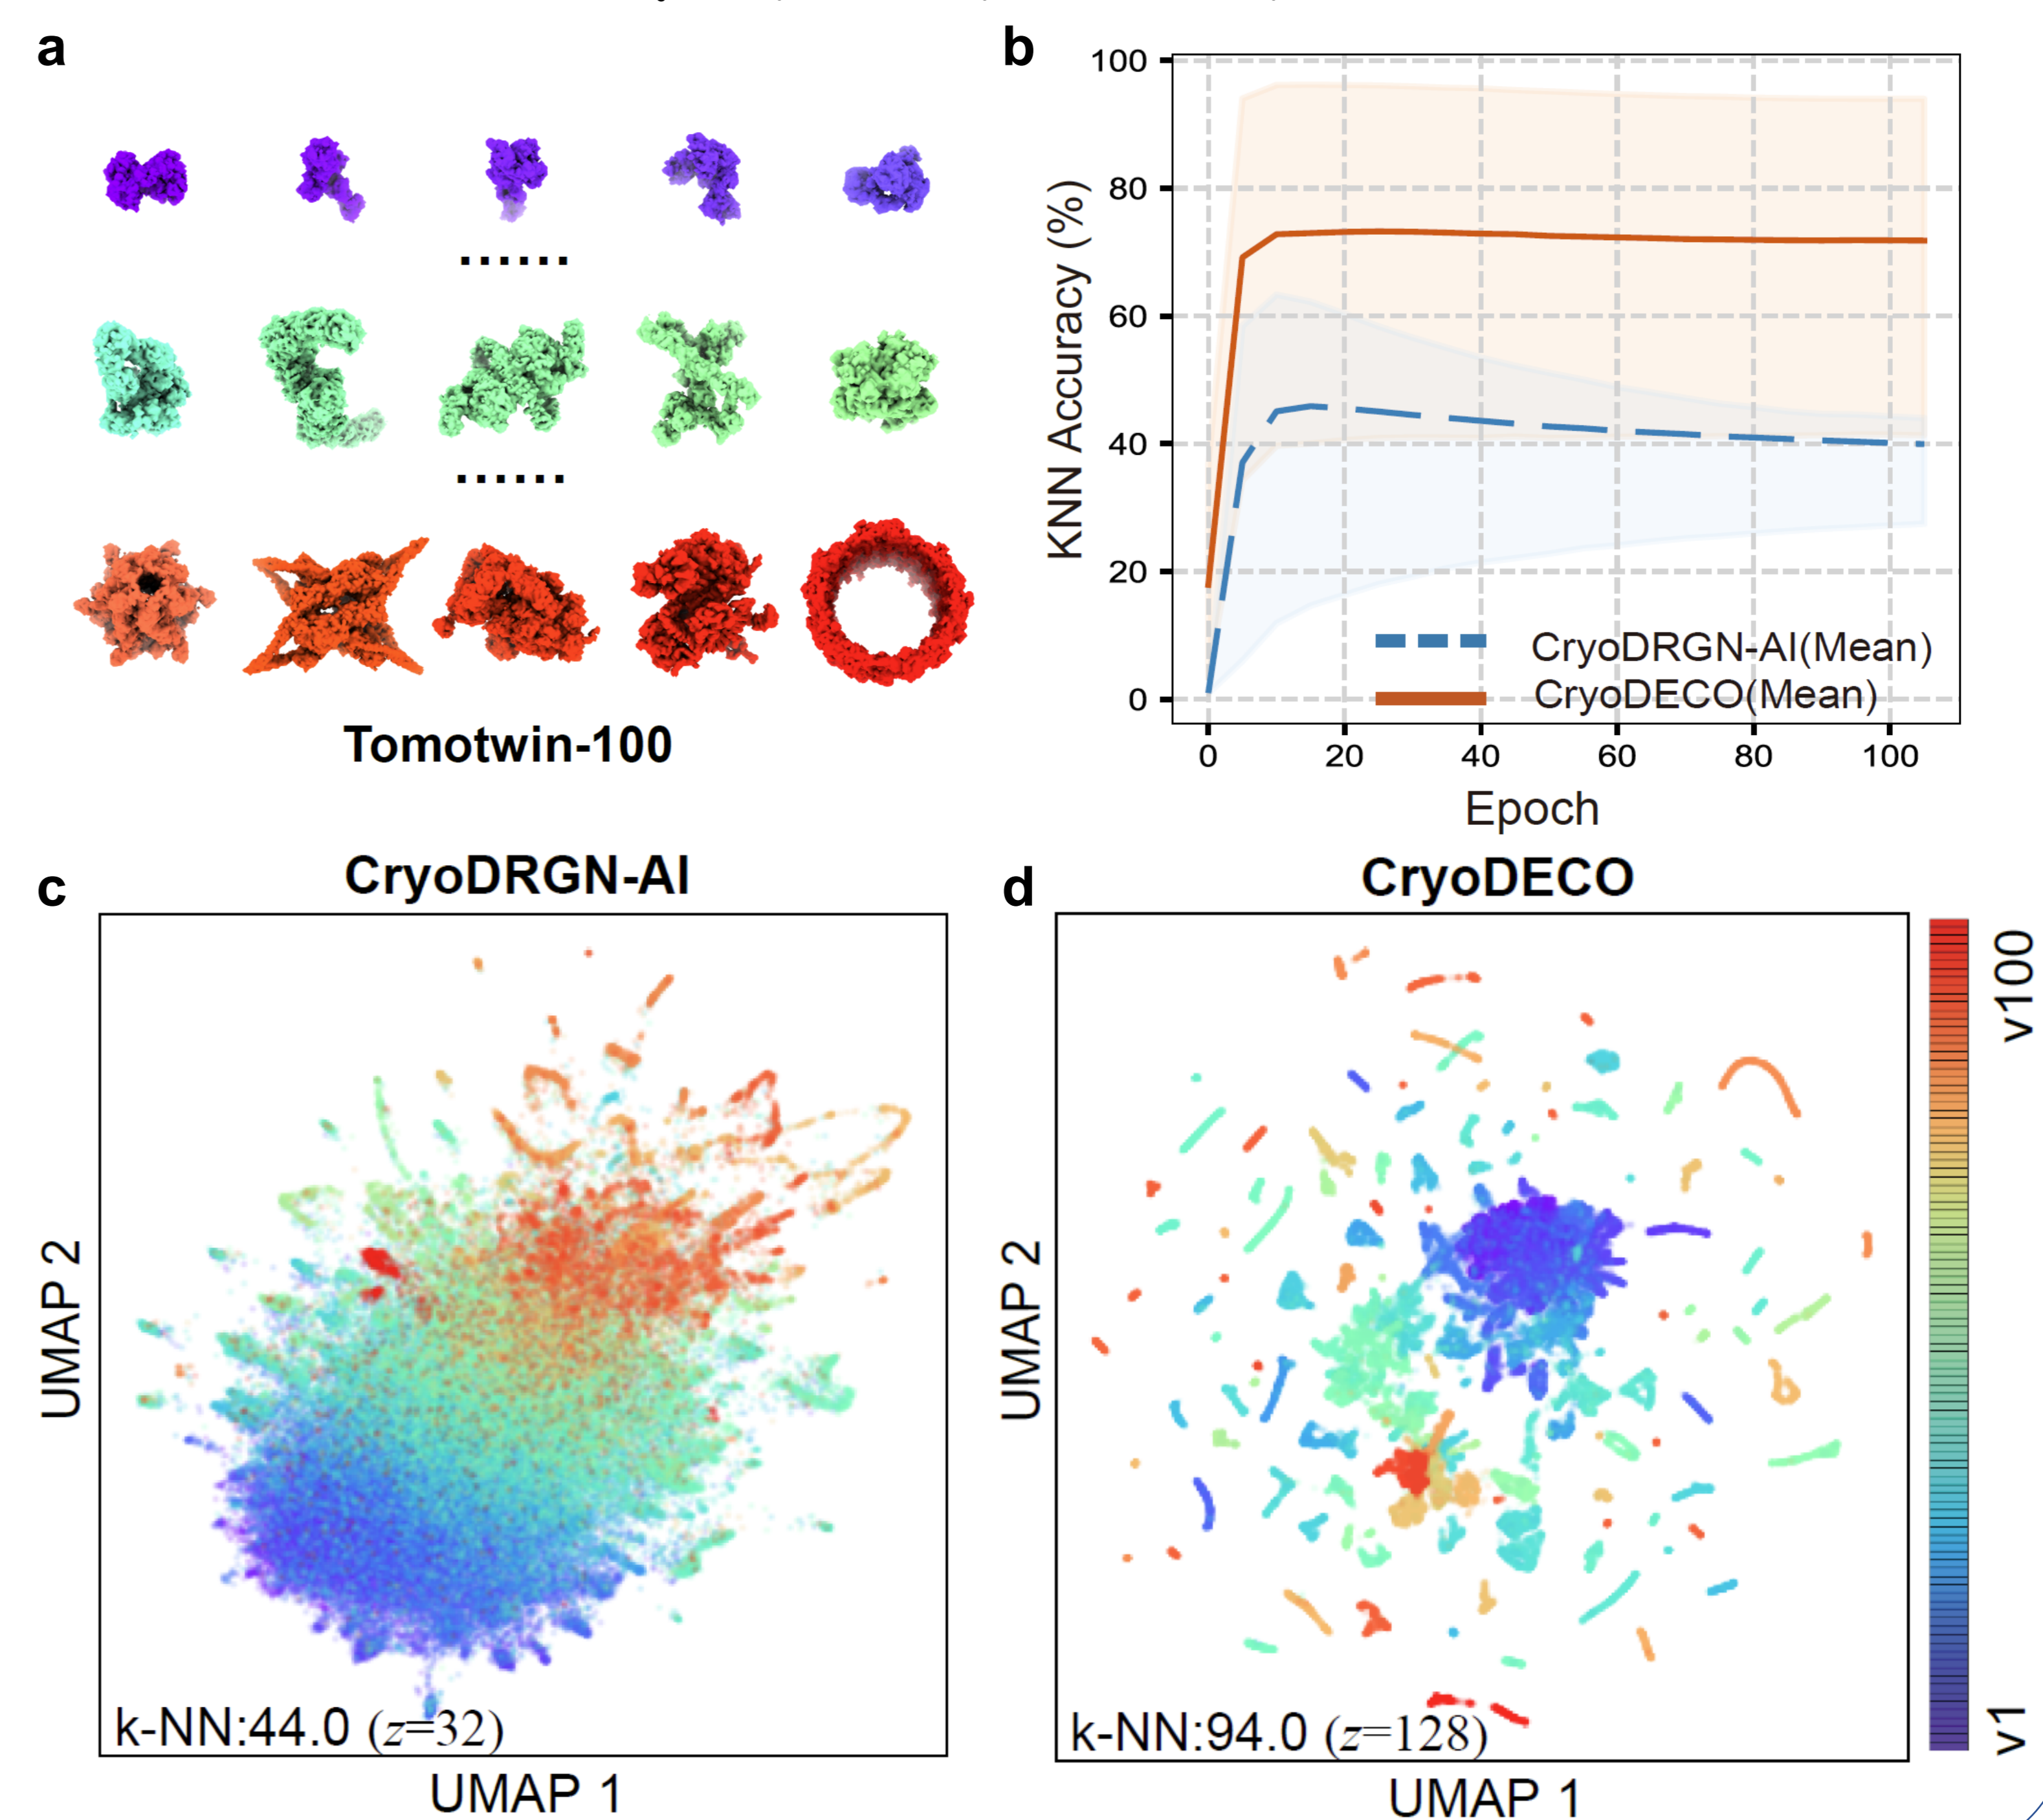 a
......
......
Tomotwin-100
b
100
80
60
40
20
0
KNN Accuracy (%)
CryoDRGN-AI(Mean)
CryoDECO(Mean)
0 20 40 60 80 100
Epoch
c
CryoDRGN-AI
UMAP 2
k-NN:44.0 (z=32)
UMAP 1
d
CryoDECO
UMAP 2
k-NN:94.0 (z=128)
UMAP 1
v100
v1